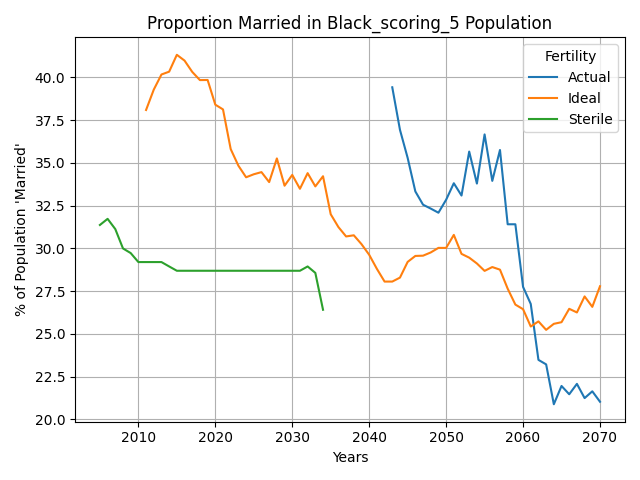 Proportion Married in Black_scoring_5 Population
Fertility
Actual
Ideal
Sterile
% of Population 'Married'
40.0
37.5
35.0
32.5
30.0
27.5
25.0
22.5
20.0
2010 2020 2030 2040 2050 2060 2070
Years